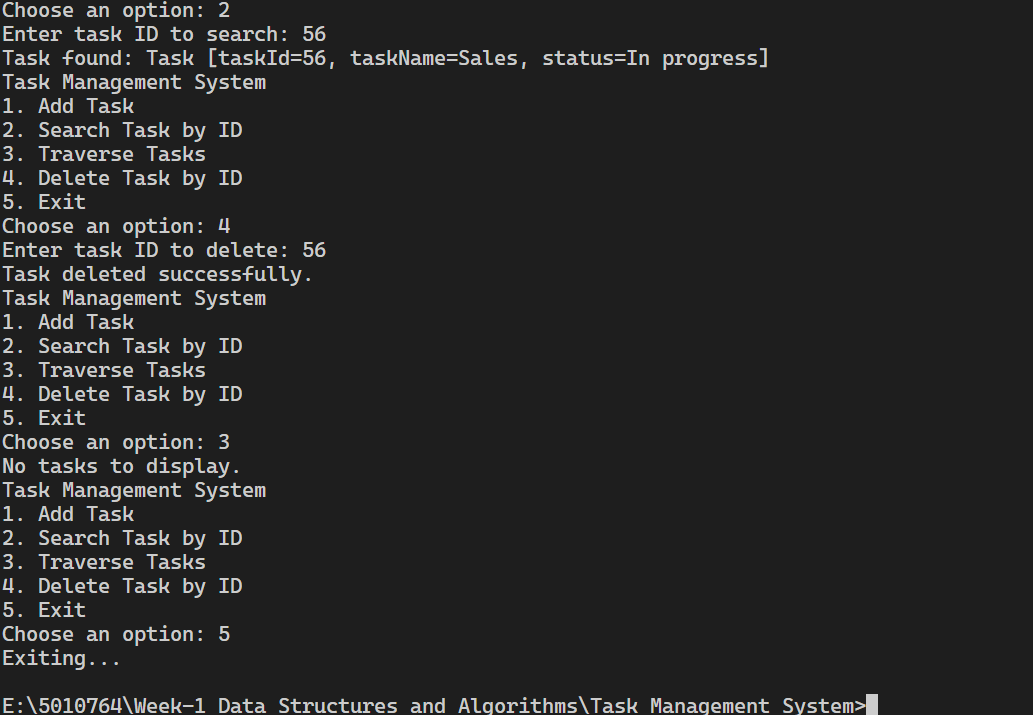 Choose an option: 2
Enter task ID to search: 56
Task found: Task [taskId=56, taskName=Sales, status=In progress]
Task Management System
1. Add Task
2. Search Task by ID
3. Traverse Tasks
4. Delete Task by ID
5. Exit
Choose an option: 4
Enter task ID to delete: 56
Task deleted successfully.
Task Management System
1. Add Task
2. Search Task by ID
3. Traverse Tasks
4. Delete Task by ID
5. Exit
Choose an option: 3
No tasks to display.
Task Management System
1. Add Task
2. Search Task by ID
3. Traverse Tasks
4. Delete Task by ID
5. Exit
Choose an option: 5
Exiting...
E:\5010764\Week-1 Data Structures and Algorithms\Task Management System>